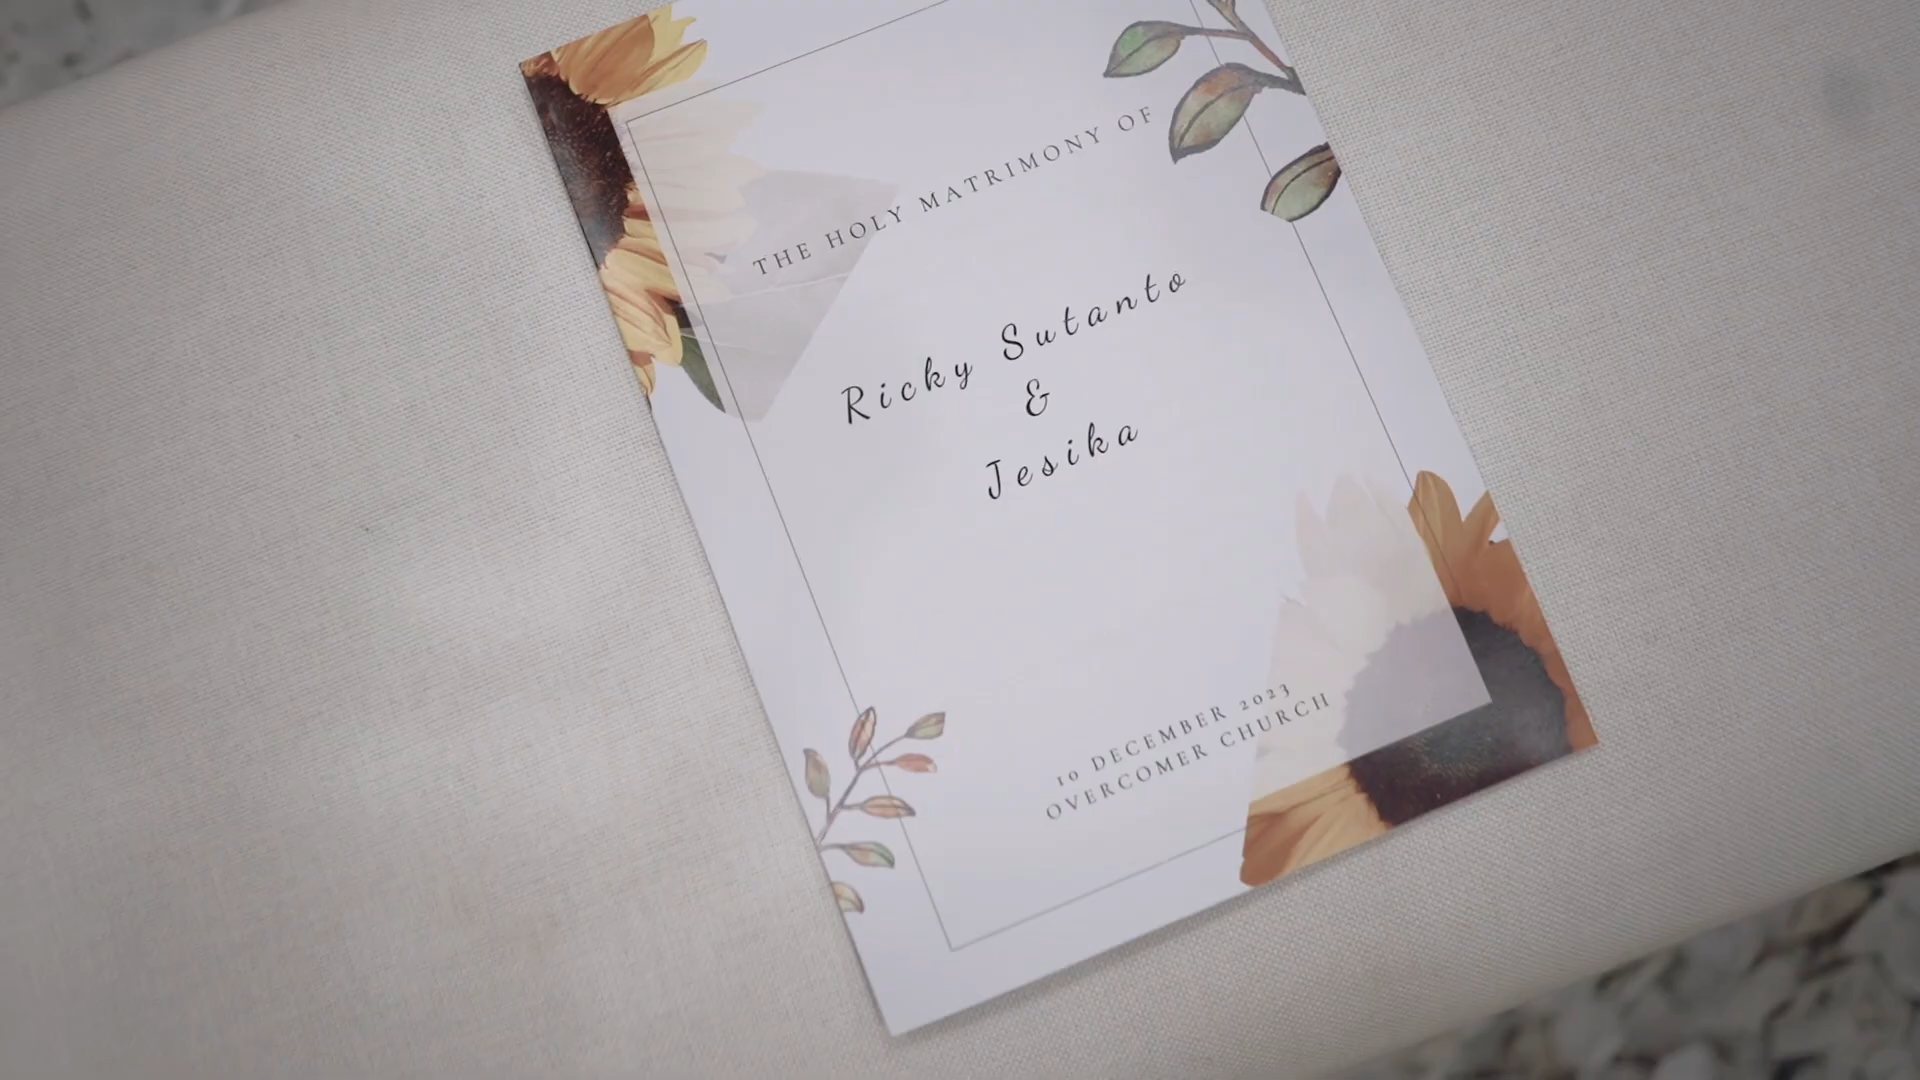 THE HOLY MATRIMONY OF
Ricky Sutanto
&
Jesika
10 DECEMBER 2023
OVERCOMER CHURCH